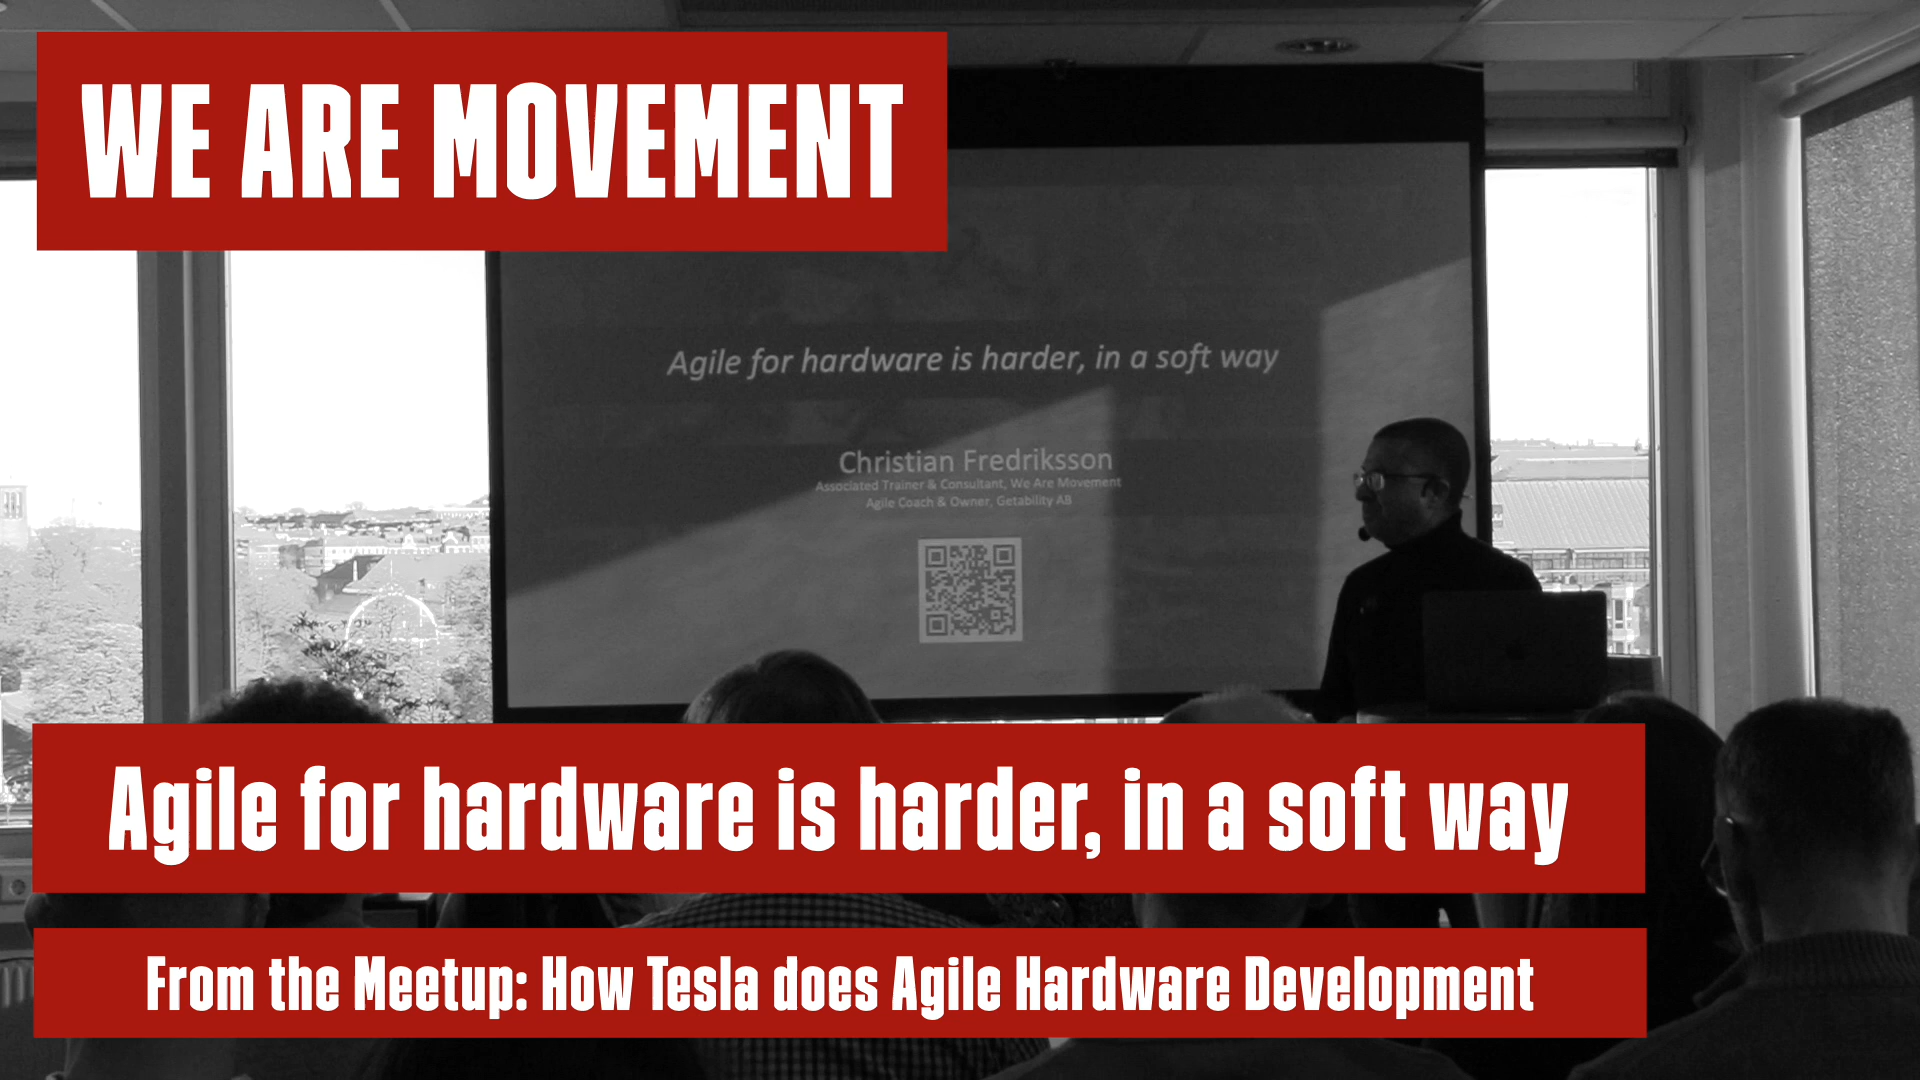 WE ARE MOVEMENT
Agile for hardware is harder, in a soft way
Christian Fredriksson
Associated Trainer & Consultant, We Are Movement
Agile Coach & Owner, Getability AB
Agile for hardware is harder, in a soft way
From the Meetup: How Tesla does Agile Hardware Development